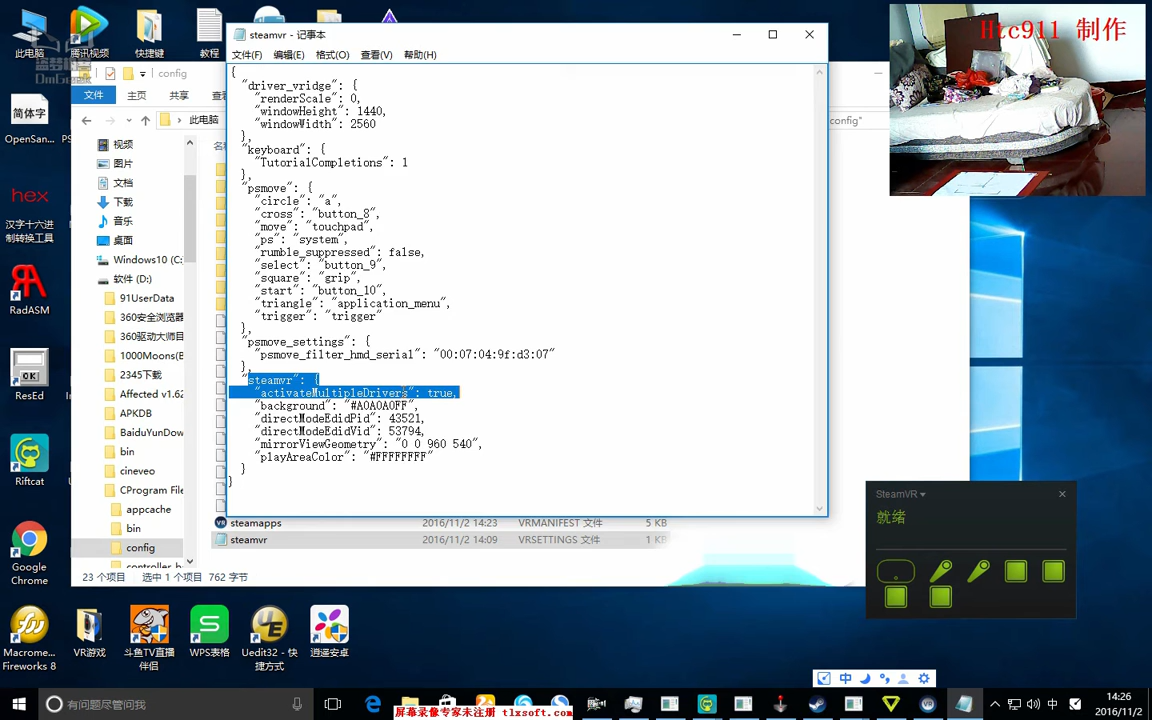 此电脑
腾讯视频
快捷键
教程
OpenSan...
汉字十六进
制转换工具
RadASM
ResEd
Riftcat
Google
Chrome
Macrome...
Fireworks 8
VR游戏
斗鱼TV直播
伴侣
WPS表格
Uedit32 - 快
捷方式
逍遥安卓
简体字
hex
OK
config
文件
主页
共享
此电脑
config"
视频
图片
文档
下载
音乐
桌面
Windows10 (C:
软件 (D:)
91UserData
360安全浏览器
360驱动大师目
1000Moons(B
2345下载
Affected v1.62
APKDB
BaiduYunDow
bin
cineveo
CProgram File
appcache
bin
config
steamapps 2016/11/2 14:23 VRMANIFEST 文件 5 KB
steamvr 2016/11/2 14:09 VRSETTINGS 文件 1 KB
23 个项目 选中 1 个项目 762 字节
steamvr - 记事本
文件(F) 编辑(E) 格式(O) 查看(V) 帮助(H)
{
"driver_vridge": {
"renderScale": 0,
"windowHeight": 1440,
"windowWidth": 2560
},
"keyboard": {
"TutorialCompletions": 1
},
"psmove": {
"circle": "a",
"cross": "button_8",
"move": "touchpad",
"ps": "system",
"rumble_suppressed": false,
"select": "button_9",
"square": "grip",
"start": "button_10",
"triangle": "application_menu",
"trigger": "trigger"
},
"psmove_settings": {
"psmove_filter_hmd_serial": "00:07:04:9f:d3:07"
},
"steamvr": {
"activateMultipleDrivers": true,
"background": "#A0A0A0FF",
"directModeEdidPid": 43521,
"directModeEdidVid": 53794,
"mirrorViewGeometry": "0 0 960 540",
"playAreaColor": "#FFFFFFFF"
}
}
Htc911 制作
SteamVR
就绪
中
有问题尽管问我
屏幕录像专家未注册 tlxsoft.com
中
14:26
2016/11/2